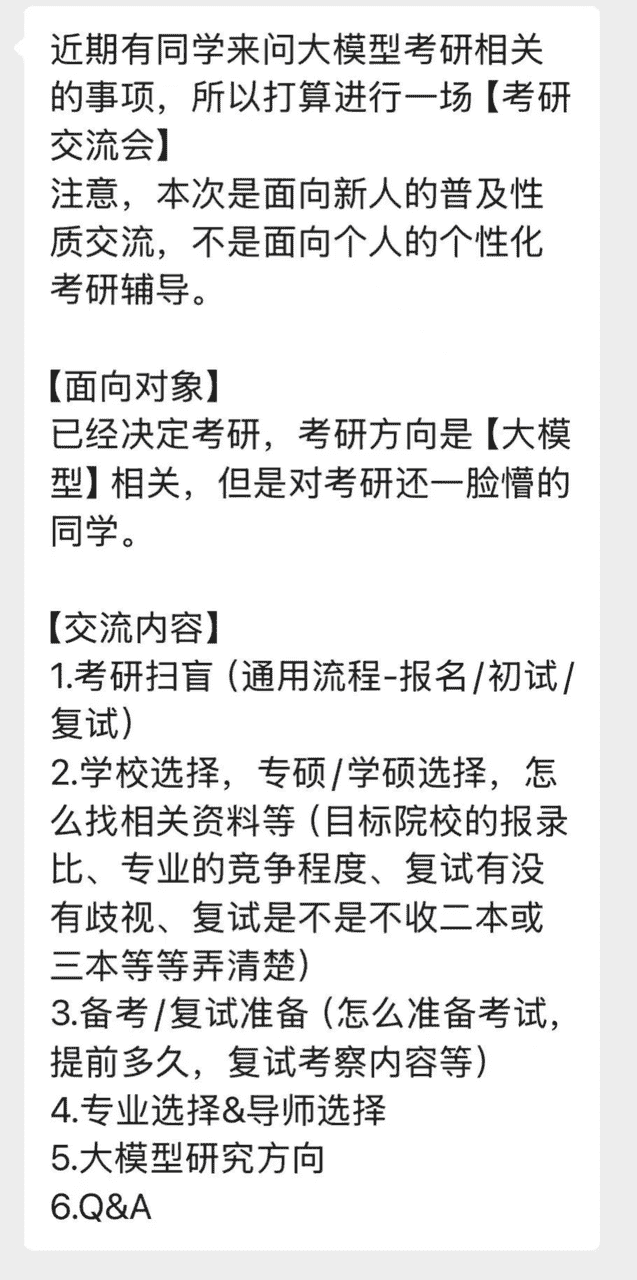 近期有同学来问大模型考研相关
的事项，所以打算进行一场【考研
交流会】
注意，本次是面向新人的普及性
质交流，不是面向个人的个性化
考研辅导。
【面向对象】
已经决定考研，考研方向是【大模
型】相关，但是对考研还一脸懵的
同学。
【交流内容】
1.考研扫盲（通用流程-报名/初试/
复试）
2.学校选择，专硕/学硕选择，怎
么找相关资料等（目标院校的报录
比、专业的竞争程度、复试有没
有歧视、复试是不是不收二本或
三本等等弄清楚）
3.备考/复试准备（怎么准备考试，
提前多久，复试考察内容等）
4.专业选择&导师选择
5.大模型研究方向
6.Q&A